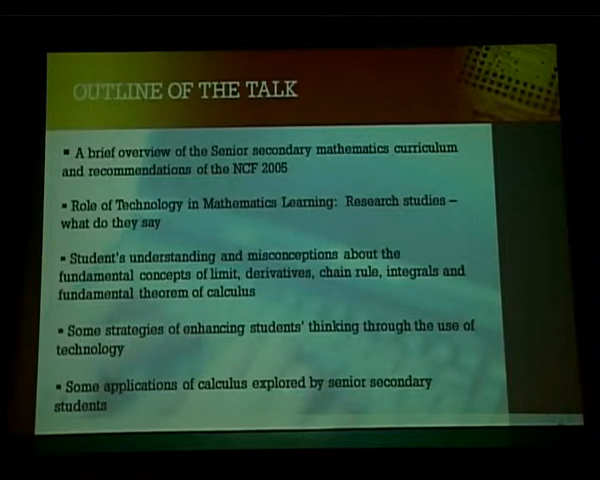 OUTLINE OF THE TALK
▪ A brief overview of the Senior secondary mathematics curriculum
and recommendations of the NCF 2005
▪ Role of Technology in Mathematics Learning: Research studies –
what do they say
▪ Student's understanding and misconceptions about the
fundamental concepts of limit, derivatives, chain rule, integrals and
fundamental theorem of calculus
▪ Some strategies of enhancing students' thinking through the use of
technology
▪ Some applications of calculus explored by senior secondary
students